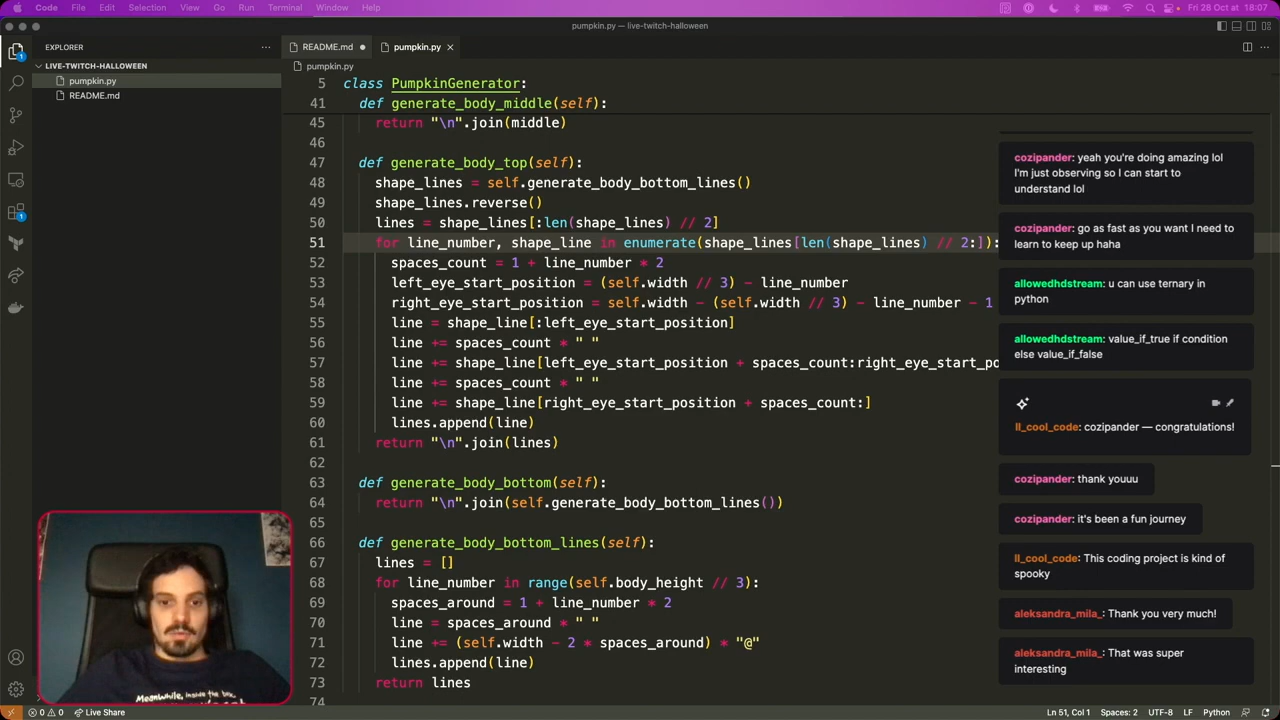 Code File Edit Selection View Go Run Terminal Window Help
Fri 28 Oct at 18:07
pumpkin.py — live-twitch-halloween
EXPLORER
LIVE-TWITCH-HALLOWEEN
pumpkin.py
README.md
README.md
pumpkin.py
pumpkin.py
5 class PumpkinGenerator:
41 def generate_body_middle(self):
45 return "\n".join(middle)
46
47 def generate_body_top(self):
48 shape_lines = self.generate_body_bottom_lines()
49 shape_lines.reverse()
50 lines = shape_lines[:len(shape_lines) // 2]
51 for line_number, shape_line in enumerate(shape_lines[len(shape_lines) // 2:]):
52 spaces_count = 1 + line_number * 2
53 left_eye_start_position = (self.width // 3) - line_number
54 right_eye_start_position = self.width - (self.width // 3) - line_number - 1
55 line = shape_line[:left_eye_start_position]
56 line += spaces_count * " "
57 line += shape_line[left_eye_start_position + spaces_count:right_eye_start_po
58 line += spaces_count * " "
59 line += shape_line[right_eye_start_position + spaces_count:]
60 lines.append(line)
61 return "\n".join(lines)
62
63 def generate_body_bottom(self):
64 return "\n".join(self.generate_body_bottom_lines())
65
66 def generate_body_bottom_lines(self):
67 lines = []
68 for line_number in range(self.body_height // 3):
69 spaces_around = 1 + line_number * 2
70 line = spaces_around * " "
71 line += (self.width - 2 * spaces_around) * "@"
72 lines.append(line)
73 return lines
74
cozipander: yeah you're doing amazing lol
I'm just observing so I can start to
understand lol
cozipander: go as fast as you want I need to
learn to keep up haha
allowedhdstream: u can use ternary in
python
allowedhdstream: value_if_true if condition
else value_if_false
ll_cool_code: cozipander — congratulations!
cozipander: thank youuu
cozipander: it's been a fun journey
ll_cool_code: This coding project is kind of
spooky
aleksandra_mila_: Thank you very much!
aleksandra_mila_: That was super
interesting
MeanWhile, inside the box,
0 0 Live Share
Ln 51, Col 1 Spaces: 2 UTF-8 LF Python